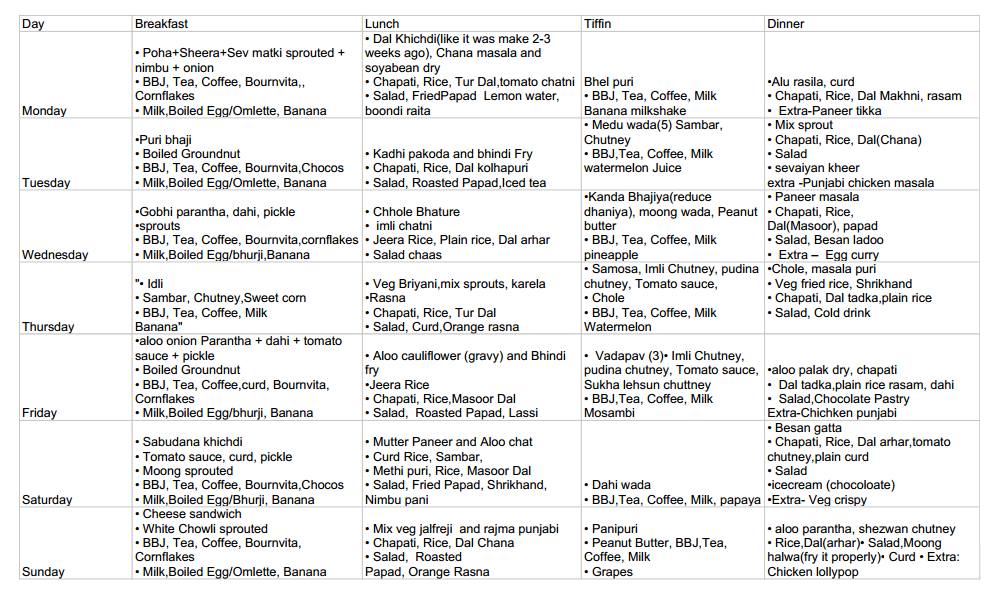 Day Breakfast Lunch Tiffin Dinner
Monday
• Poha+Sheera+Sev matki sprouted +
nimbu + onion
• BBJ, Tea, Coffee, Bournvita,,
Cornflakes
• Milk,Boiled Egg/Omlette, Banana
• Dal Khichdi(like it was make 2-3
weeks ago), Chana masala and
soyabean dry
• Chapati, Rice, Tur Dal,tomato chatni
• Salad, FriedPapad Lemon water,
boondi raita
Bhel puri
• BBJ, Tea, Coffee, Milk
Banana milkshake
•Alu rasila, curd
• Chapati, Rice, Dal Makhni, rasam
• Extra-Paneer tikka
Tuesday
•Puri bhaji
• Boiled Groundnut
• BBJ, Tea, Coffee, Bournvita,Chocos
• Milk,Boiled Egg/Omlette, Banana
• Kadhi pakoda and bhindi Fry
• Chapati, Rice, Dal kolhapuri
• Salad, Roasted Papad,Iced tea
• Medu wada(5) Sambar,
Chutney
• BBJ,Tea, Coffee, Milk
watermelon Juice
• Mix sprout
• Chapati, Rice, Dal(Chana)
• Salad
• sevaiyan kheer
extra -Punjabi chicken masala
Wednesday
•Gobhi parantha, dahi, pickle
•sprouts
• BBJ, Tea, Coffee, Bournvita,cornflakes
• Milk,Boiled Egg/bhurji,Banana
• Chhole Bhature
• imli chatni
• Jeera Rice, Plain rice, Dal arhar
• Salad chaas
•Kanda Bhajiya(reduce
dhaniya), moong wada, Peanut
butter
• BBJ, Tea, Coffee, Milk
pineapple
• Paneer masala
• Chapati, Rice,
Dal(Masoor), papad
• Salad, Besan ladoo
• Extra – Egg curry
Thursday
"• Idli
• Sambar, Chutney,Sweet corn
• BBJ, Tea, Coffee, Milk
Banana"
• Veg Briyani,mix sprouts, karela
•Rasna
• Chapati, Rice, Tur Dal
• Salad, Curd,Orange rasna
• Samosa, Imli Chutney, pudina
chutney, Tomato sauce,
• Chole
• BBJ, Tea, Coffee, Milk
Watermelon
•Chole, masala puri
• Veg fried rice, Shrikhand
• Chapati, Dal tadka,plain rice
• Salad, Cold drink
Friday
•aloo onion Parantha + dahi + tomato
sauce + pickle
• Boiled Groundnut
• BBJ, Tea, Coffee,curd, Bournvita,
Cornflakes
• Milk,Boiled Egg/bhurji, Banana
• Aloo cauliflower (gravy) and Bhindi
fry
•Jeera Rice
• Chapati, Rice,Masoor Dal
• Salad, Roasted Papad, Lassi
• Vadapav (3)• Imli Chutney,
pudina chutney, Tomato sauce,
Sukha lehsun chuttney
• BBJ,Tea, Coffee, Milk
Mosambi
•aloo palak dry, chapati
• Dal tadka,plain rice rasam, dahi
• Salad,Chocolate Pastry
Extra-Chichken punjabi
Saturday
• Sabudana khichdi
• Tomato sauce, curd, pickle
• Moong sprouted
• BBJ, Tea, Coffee, Bournvita,Chocos
• Milk,Boiled Egg/Bhurji, Banana
• Mutter Paneer and Aloo chat
• Curd Rice, Sambar,
• Methi puri, Rice, Masoor Dal
• Salad, Fried Papad, Shrikhand,
Nimbu pani
• Dahi wada
• BBJ,Tea, Coffee, Milk, papaya
• Besan gatta
• Chapati, Rice, Dal arhar,tomato
chutney,plain curd
• Salad
•icecream (chocoloate)
•Extra- Veg crispy
Sunday
• Cheese sandwich
• White Chowli sprouted
• BBJ, Tea, Coffee, Bournvita,
Cornflakes
• Milk,Boiled Egg/Omlette, Banana
• Mix veg jalfreji and rajma punjabi
• Chapati, Rice, Dal Chana
• Salad, Roasted
Papad, Orange Rasna
• Panipuri
• Peanut Butter, BBJ,Tea,
Coffee, Milk
• Grapes
• aloo parantha, shezwan chutney
• Rice,Dal(arhar)• Salad,Moong
halwa(fry it properly)• Curd • Extra:
Chicken lollypop